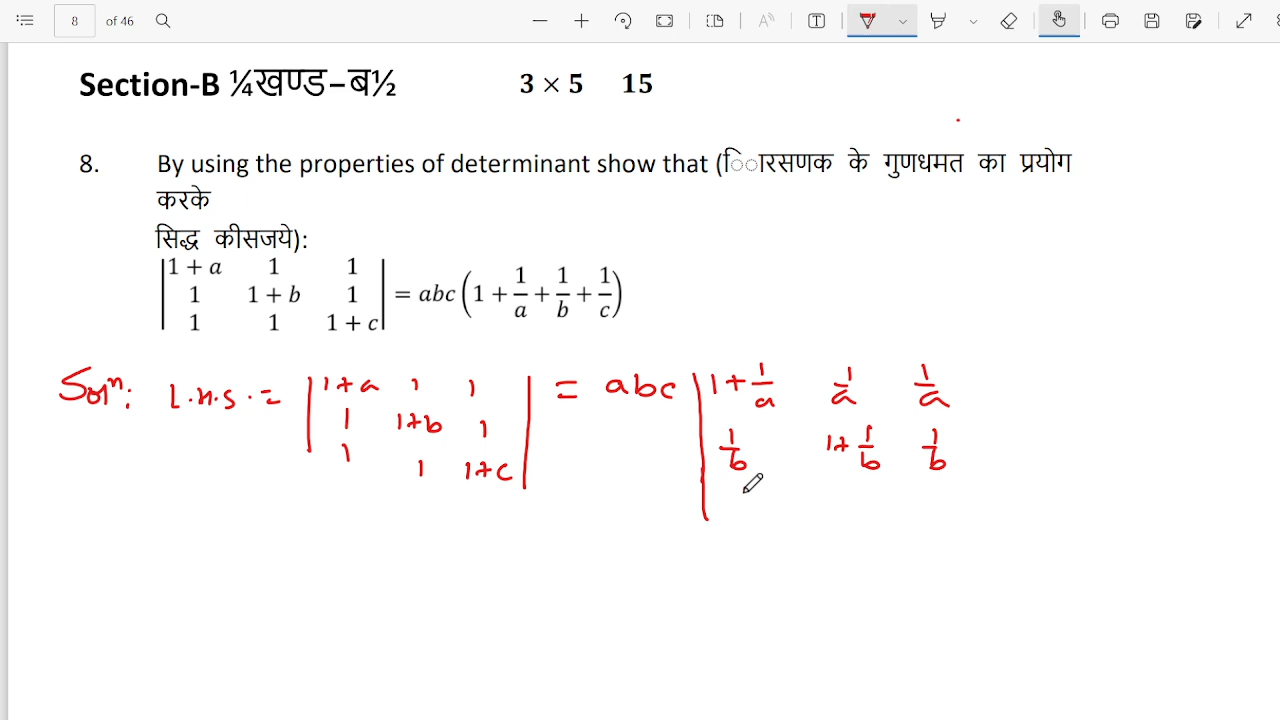 8 of 46
Section-B ¼खण्ड–ब½ 3 × 5 15
8. By using the properties of determinant show that (िाारसणक के गुणधमत का प्रयोग
करके
सिद्ध कीसजये):
|1 + a 1 1|
|1 1 + b 1| = abc (1 + 1/a + 1/b + 1/c)
|1 1 1 + c|
Solⁿ: L.H.S. = |1+a 1 1| = abc |1+1/a 1/a 1/a
|1 1+b 1| |1/b 1+1/b 1/b
|1 1 1+c|